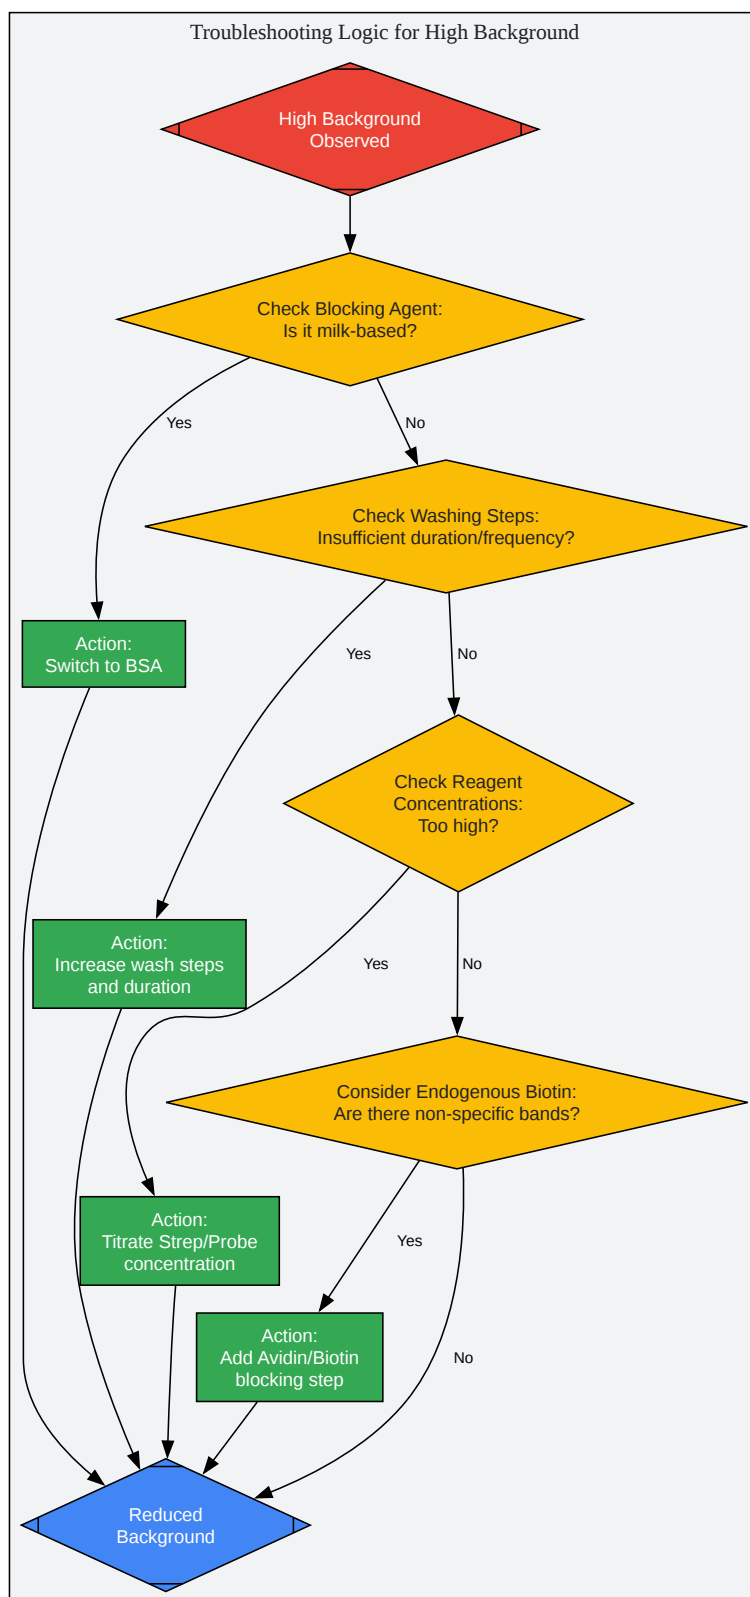 Troubleshooting Logic for High Background
High Background
Observed
Check Blocking Agent:
Is it milk-based?
Yes
No
Check Washing Steps:
Insufficient duration/frequency?
Action:
Switch to BSA
Yes
No
Check Reagent
Concentrations:
Too high?
Action:
Increase wash steps
and duration
Yes
No
Consider Endogenous Biotin:
Are there non-specific bands?
Action:
Titrate Strep/Probe
concentration
Yes
Action:
Add Avidin/Biotin
blocking step
No
Reduced
Background